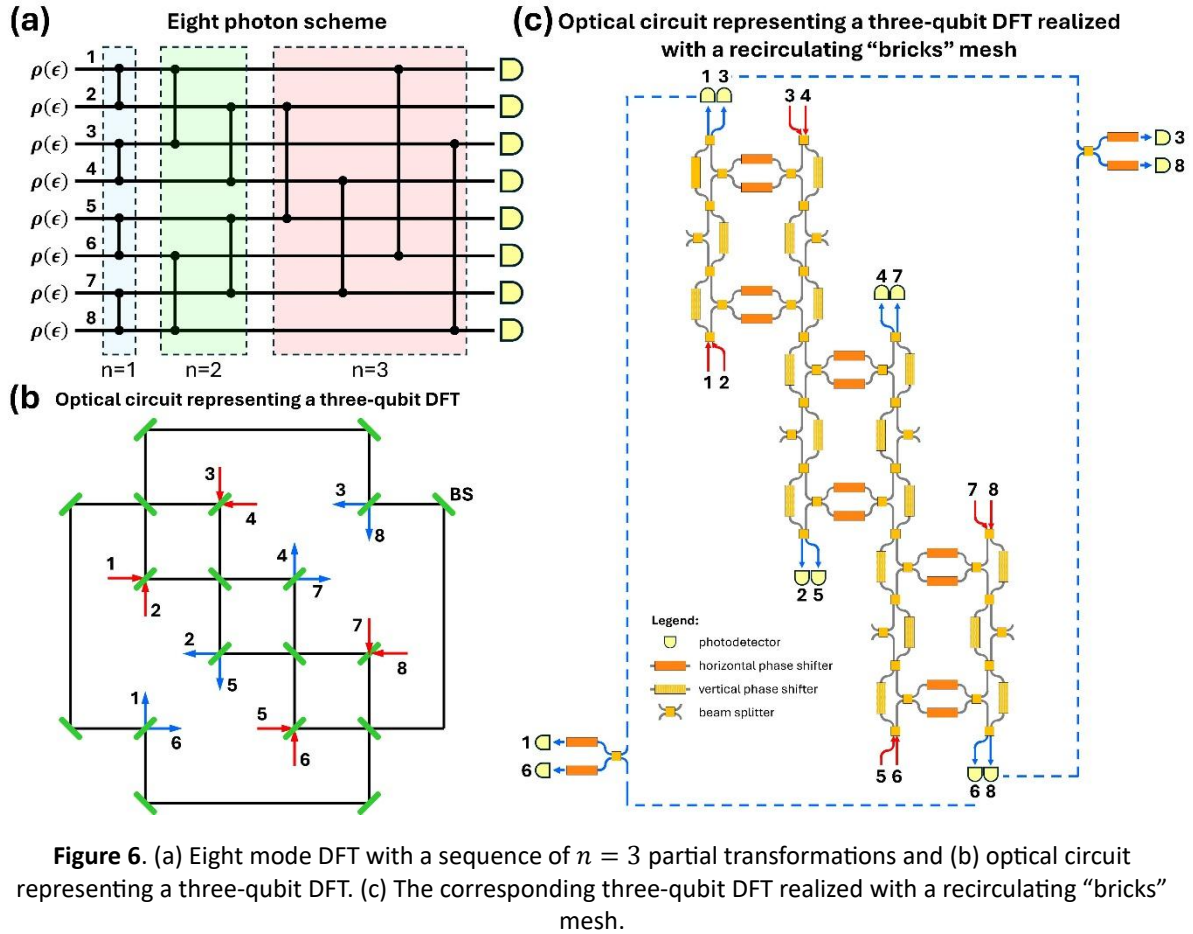 (a) Eight photon scheme
1
ρ(ϵ)
2
ρ(ϵ)
3
ρ(ϵ)
4
ρ(ϵ)
5
ρ(ϵ)
6
ρ(ϵ)
7
ρ(ϵ)
8
ρ(ϵ)
n=1 n=2 n=3
(b) Optical circuit representing a three-qubit DFT
3
4
3
8
BS
1
2
4
7
2
5
7
8
1
6
5
6
(c) Optical circuit representing a three-qubit DFT realized
with a recirculating “bricks” mesh
1 3
3 4
3
8
1 2
4 7
2 5
7 8
Legend:
photodetector
horizontal phase shifter
vertical phase shifter
beam splitter
1
6
5 6
6 8
Figure 6. (a) Eight mode DFT with a sequence of n = 3 partial transformations and (b) optical circuit
representing a three-qubit DFT. (c) The corresponding three-qubit DFT realized with a recirculating “bricks”
mesh.